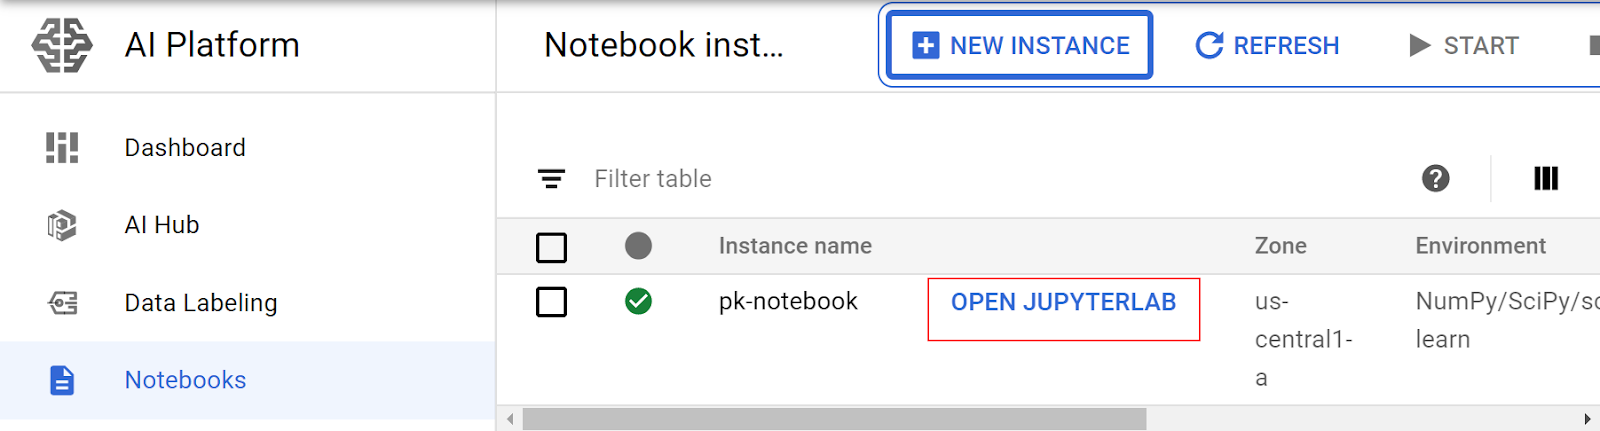 AI Platform
Notebook inst...
NEW INSTANCE
REFRESH
START
Dashboard
AI Hub
Data Labeling
Notebooks
Filter table
Instance name
Zone
Environment
pk-notebook
OPEN JUPYTERLAB
us-
central1-
a
NumPy/SciPy/sc
learn